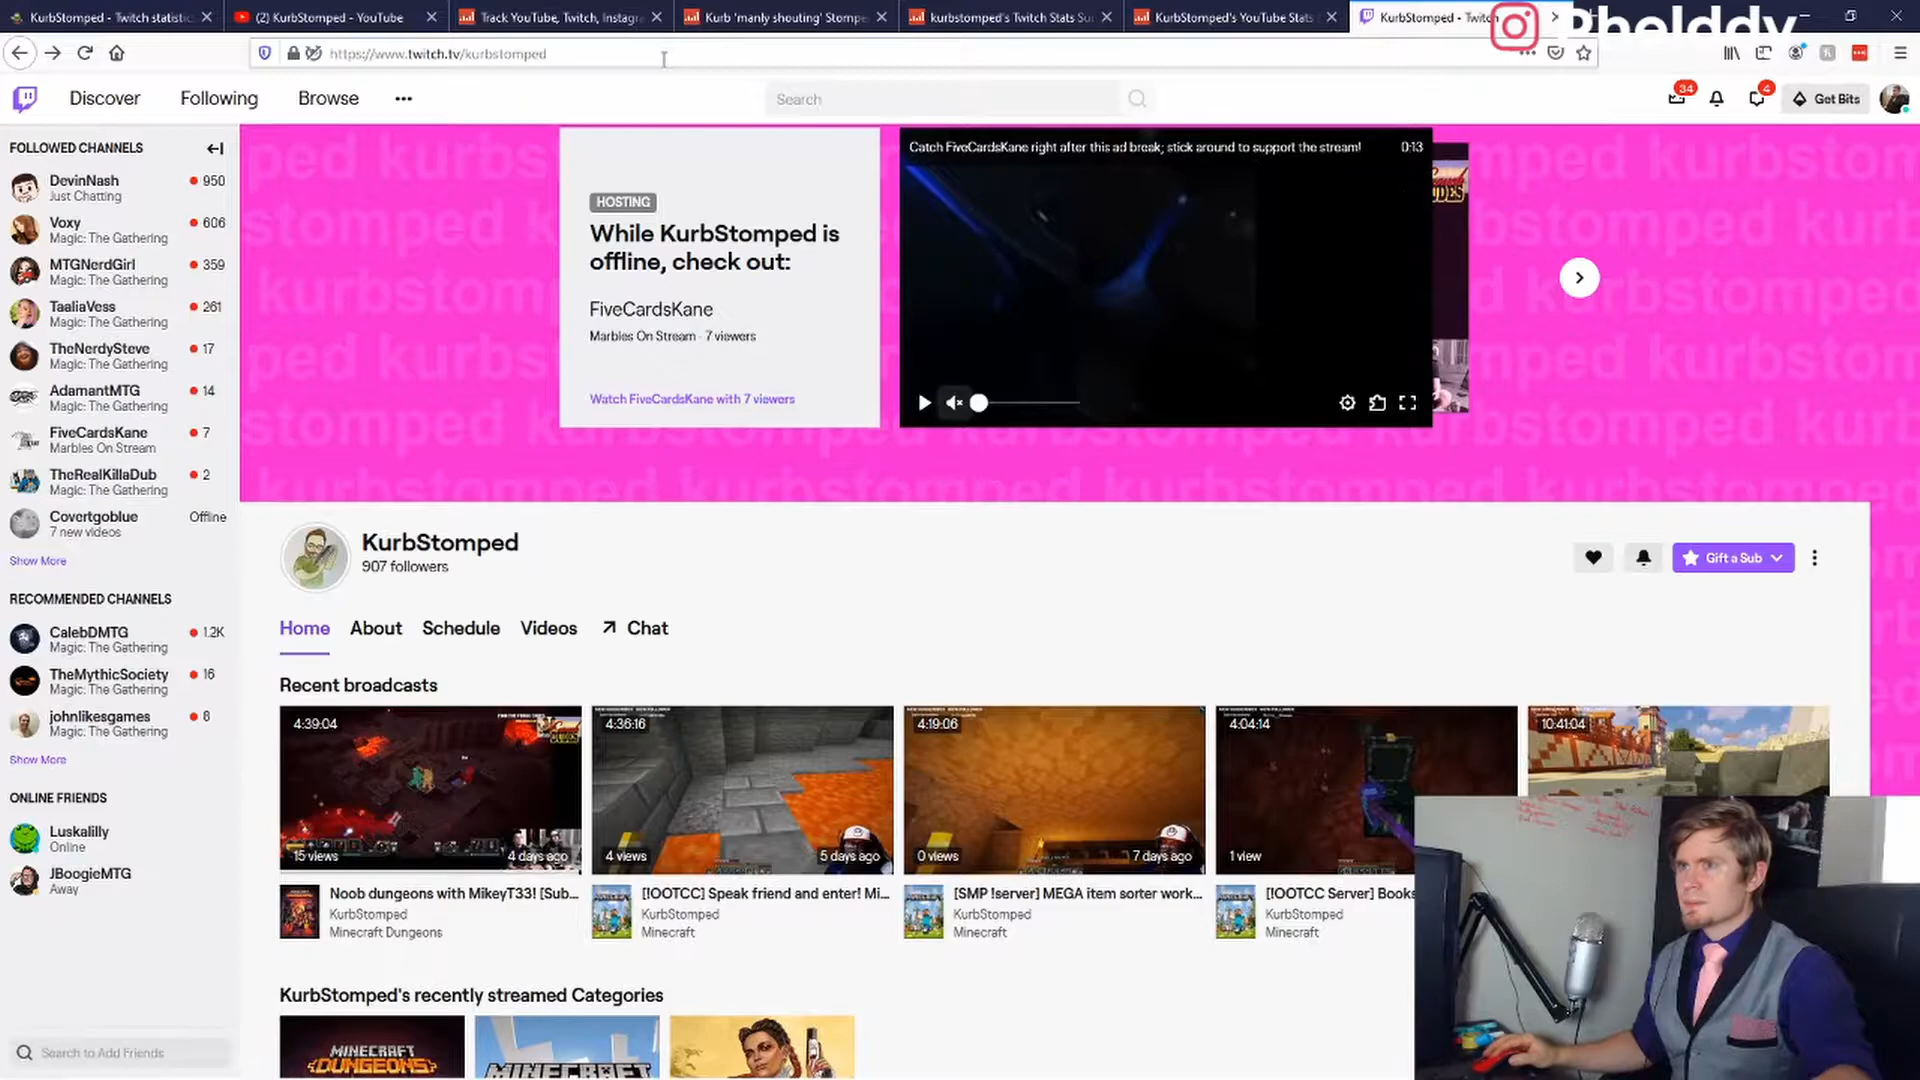 KurbStomped - Twitch statistic
(2) KurbStomped - YouTube
Track YouTube, Twitch, Instagr
Kurb 'manly shouting' Stompe
kurbstomped's Twitch Stats Su
KurbStomped's YouTube Stats
KurbStomped - Twitch
https://www.twitch.tv/kurbstomped
Discover
Following
Browse
Search
34
4
Get Bits
FOLLOWED CHANNELS
DevinNash
950
Just Chatting
Voxy
606
Magic: The Gathering
MTGNerdGirl
359
Magic: The Gathering
TaaliaVess
261
Magic: The Gathering
TheNerdySteve
17
Magic: The Gathering
AdamantMTG
14
Magic: The Gathering
FiveCardsKane
7
Marbles On Stream
TheRealKillaDub
2
Magic: The Gathering
Covertgoblue
Offline
7 new videos
Show More
RECOMMENDED CHANNELS
CalebDMTG
1.2K
Magic: The Gathering
TheMythicSociety
16
Magic: The Gathering
johnlikesgames
8
Magic: The Gathering
Show More
ONLINE FRIENDS
Luskalilly
Online
JBoogieMTG
Away
Search to Add Friends
HOSTING
While KurbStomped is
offline, check out:
FiveCardsKane
Marbles On Stream · 7 viewers
Watch FiveCardsKane with 7 viewers
Catch FiveCardsKane right after this ad break; stick around to support the stream!
0:13
KurbStomped
907 followers
Gift a Sub
Home
About
Schedule
Videos
Chat
Recent broadcasts
4:39:04
15 views
4 days ago
Noob dungeons with MikeyT33! [Sub...
KurbStomped
Minecraft Dungeons
4:36:16
4 views
5 days ago
[!OOTCC] Speak friend and enter! Mi...
KurbStomped
Minecraft
4:19:06
0 views
7 days ago
[SMP !server] MEGA item sorter work...
KurbStomped
Minecraft
4:04:14
1 view
[!OOTCC Server] Books
KurbStomped
Minecraft
10:41:04
KurbStomped's recently streamed Categories
MINECRAFT
DUNGEONS
MINECRAFT